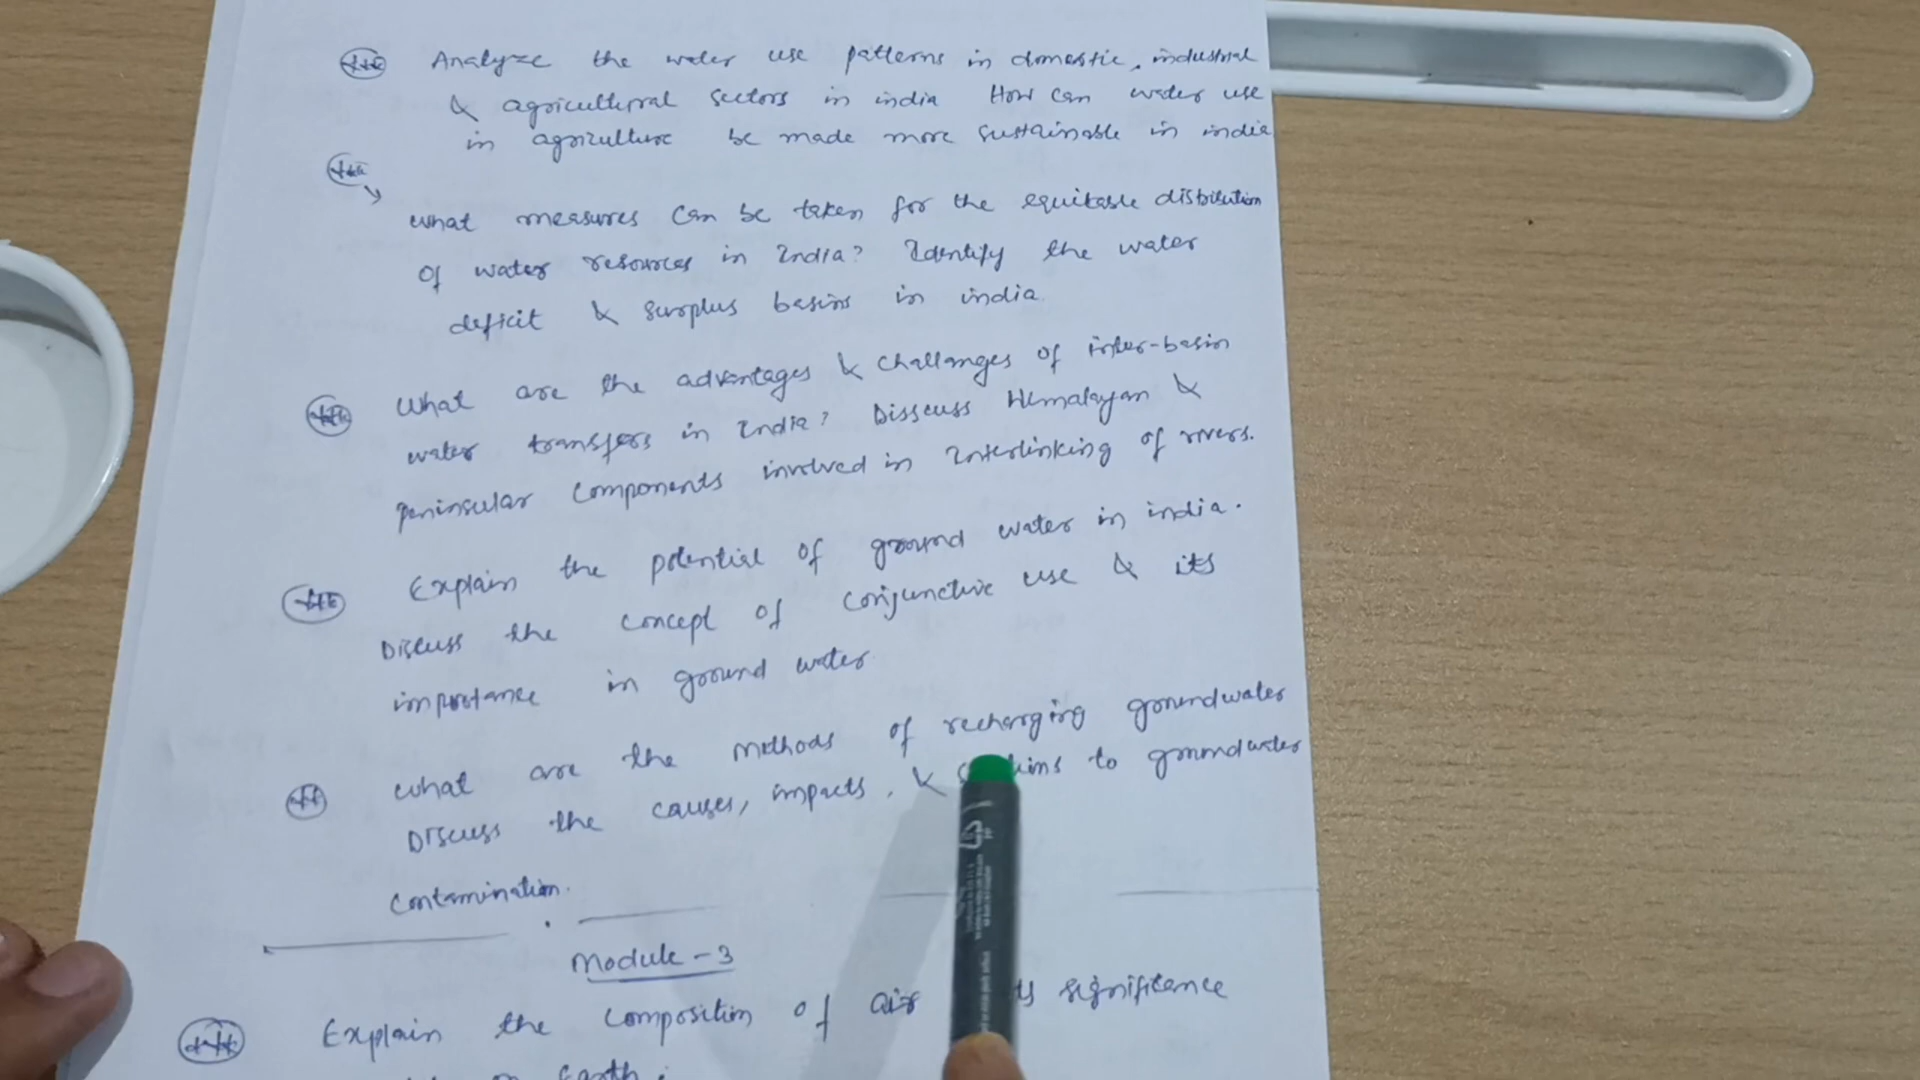 Analyze the water use patterns in domestic, industrial
& agricultural sectors in india How can water use
in agriculture be made more sustainable in india
what measures can be taken for the equitable distribution
of water resources in India? Identify the water
deficit & surplus basins in india.
What are the advantages & challanges of inter-basin
water transfers in India? Disscuss Himalayan &
peninsular components involved in Interlinking of rivers.
Explain the potential of ground water in india.
Discuss the concept of conjunctive use & its
importance in ground water.
what are the methods of recharging groundwater
Discuss the causes, impacts, & to groundwater
contamination.
Module - 3
Explain the composition of air significance
on Earth.